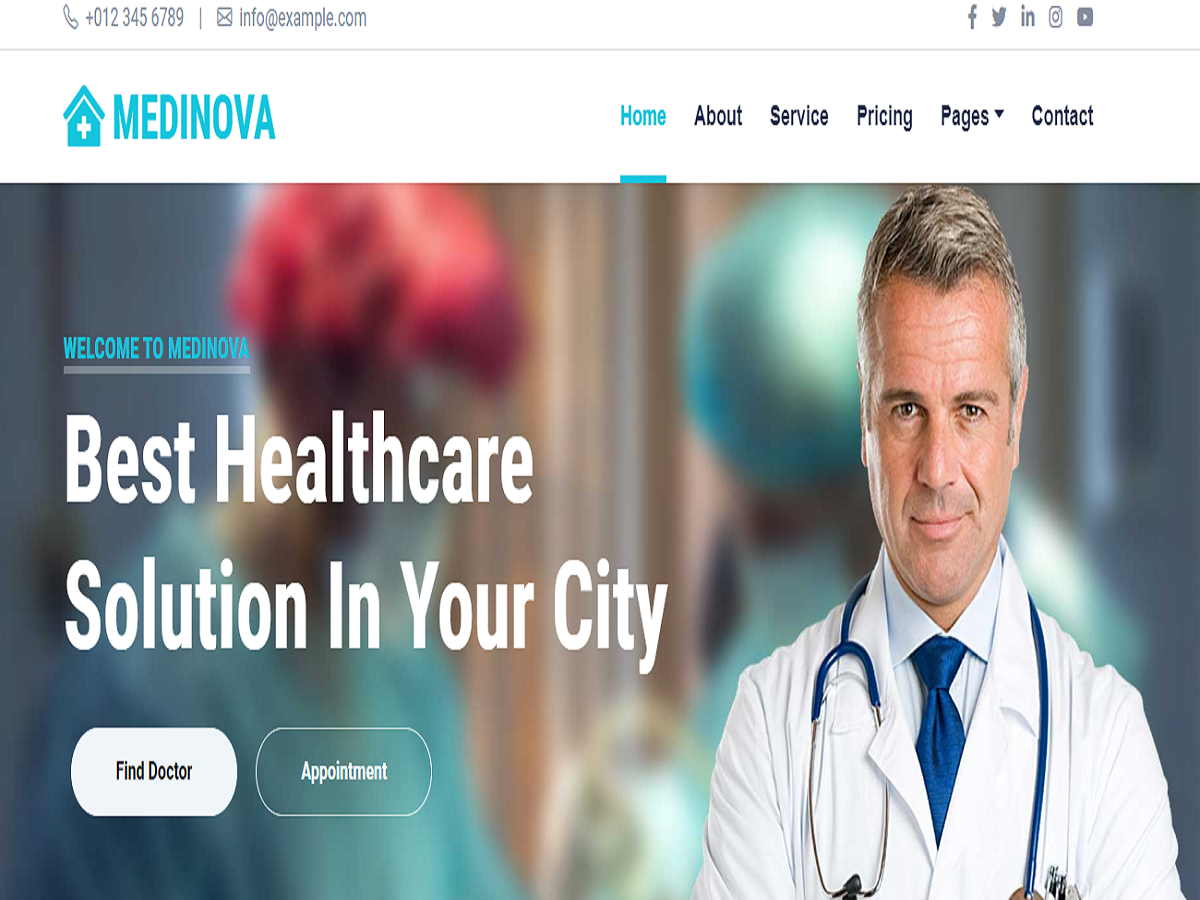 +012 345 6789 | info@example.com
MEDINOVA
Home About Service Pricing Pages Contact
WELCOME TO MEDINOVA
Best Healthcare
Solution In Your City
Find Doctor Appointment